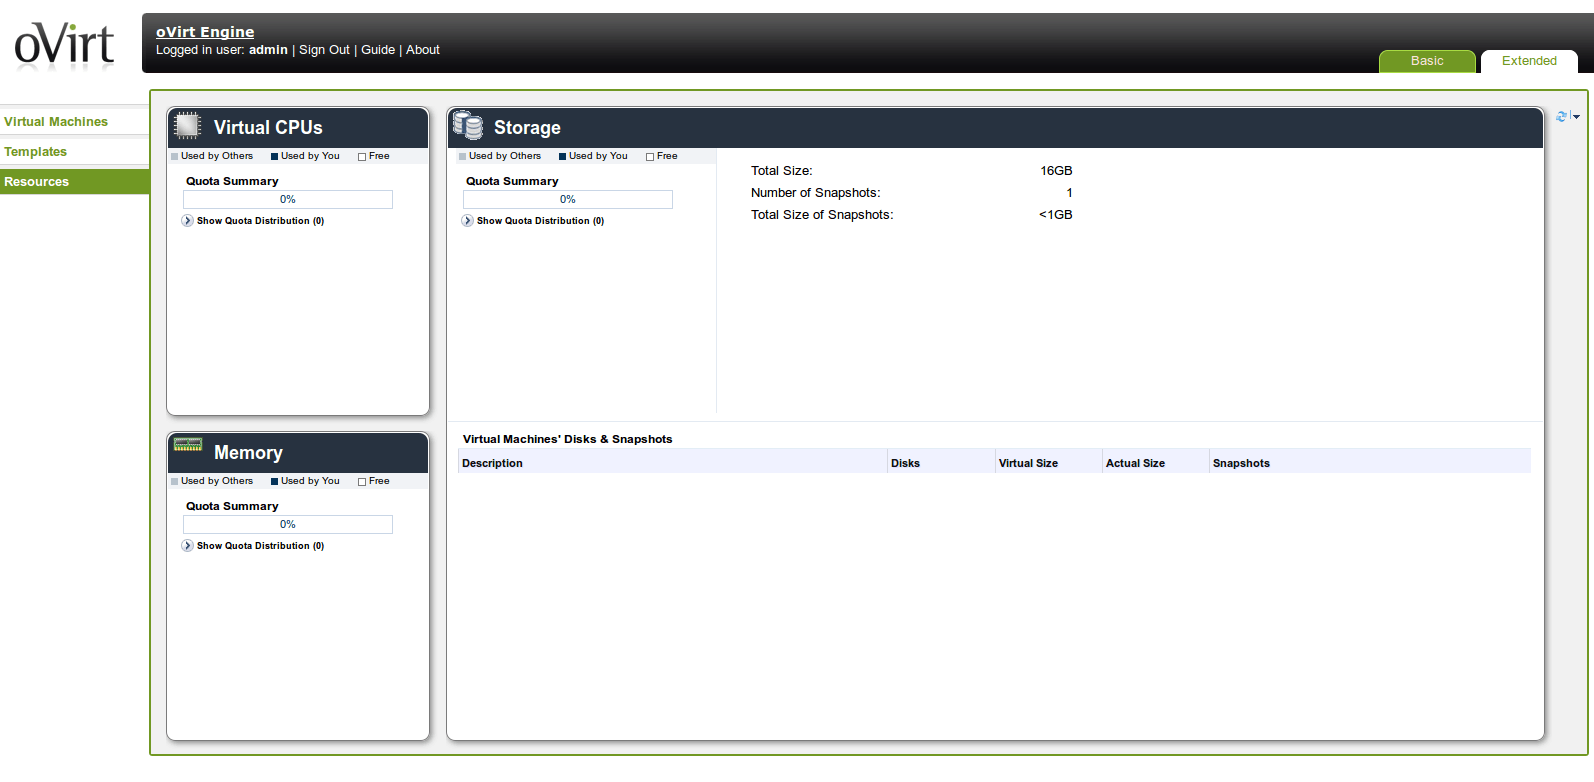 oVirt
oVirt Engine
Logged in user: admin | Sign Out | Guide | About
Basic
Extended
Virtual Machines
Templates
Resources
Virtual CPUs
Used by Others Used by You Free
Quota Summary
0%
Show Quota Distribution (0)
Storage
Used by Others Used by You Free
Quota Summary
0%
Show Quota Distribution (0)
Total Size: 16GB
Number of Snapshots: 1
Total Size of Snapshots: <1GB
Memory
Used by Others Used by You Free
Quota Summary
0%
Show Quota Distribution (0)
Virtual Machines' Disks & Snapshots
Description Disks Virtual Size Actual Size Snapshots